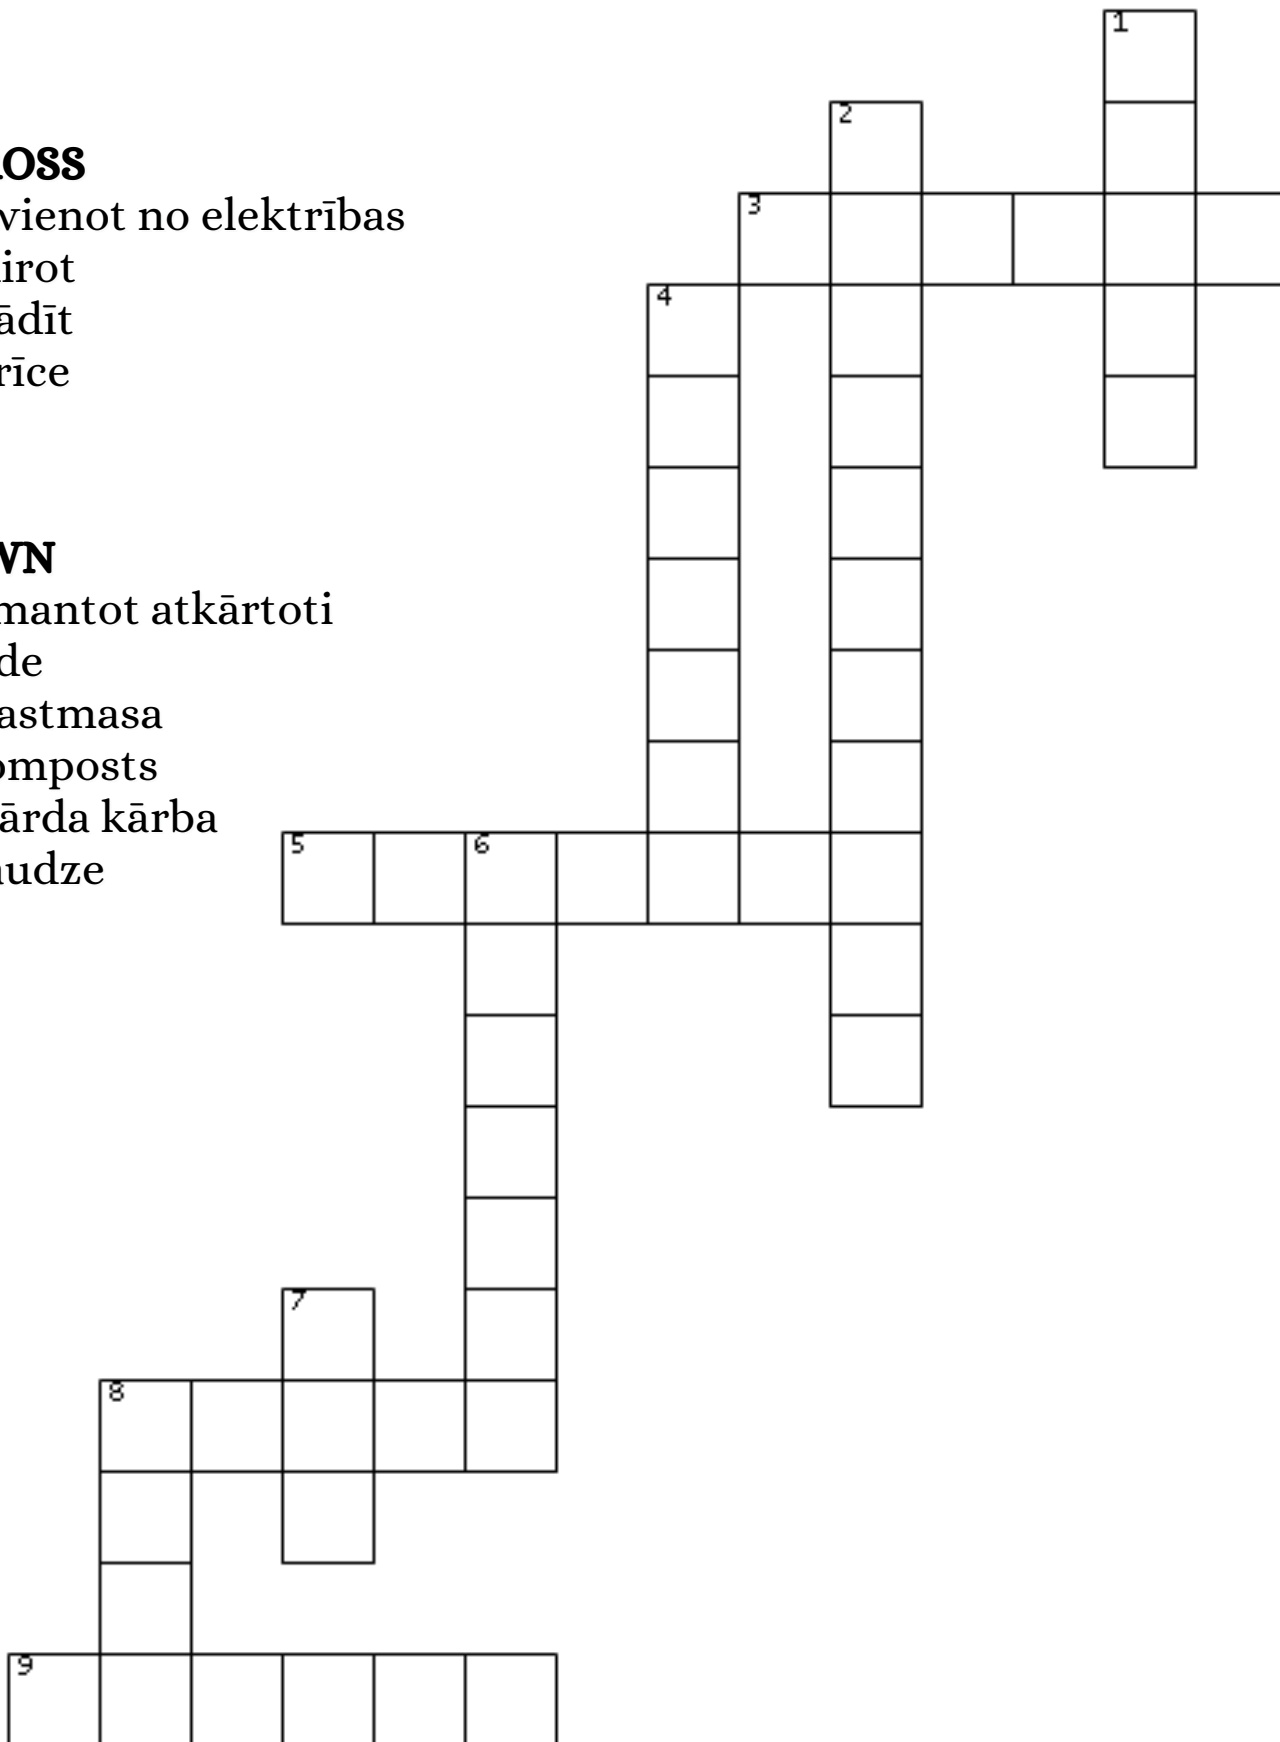 OSS
vienot no elektrības
irot
ādīt
rīce
WN
mantot atkārtoti
de
astmasa
omposts
ārda kārba
udze
1
2
3
4
5 6
7
8
9